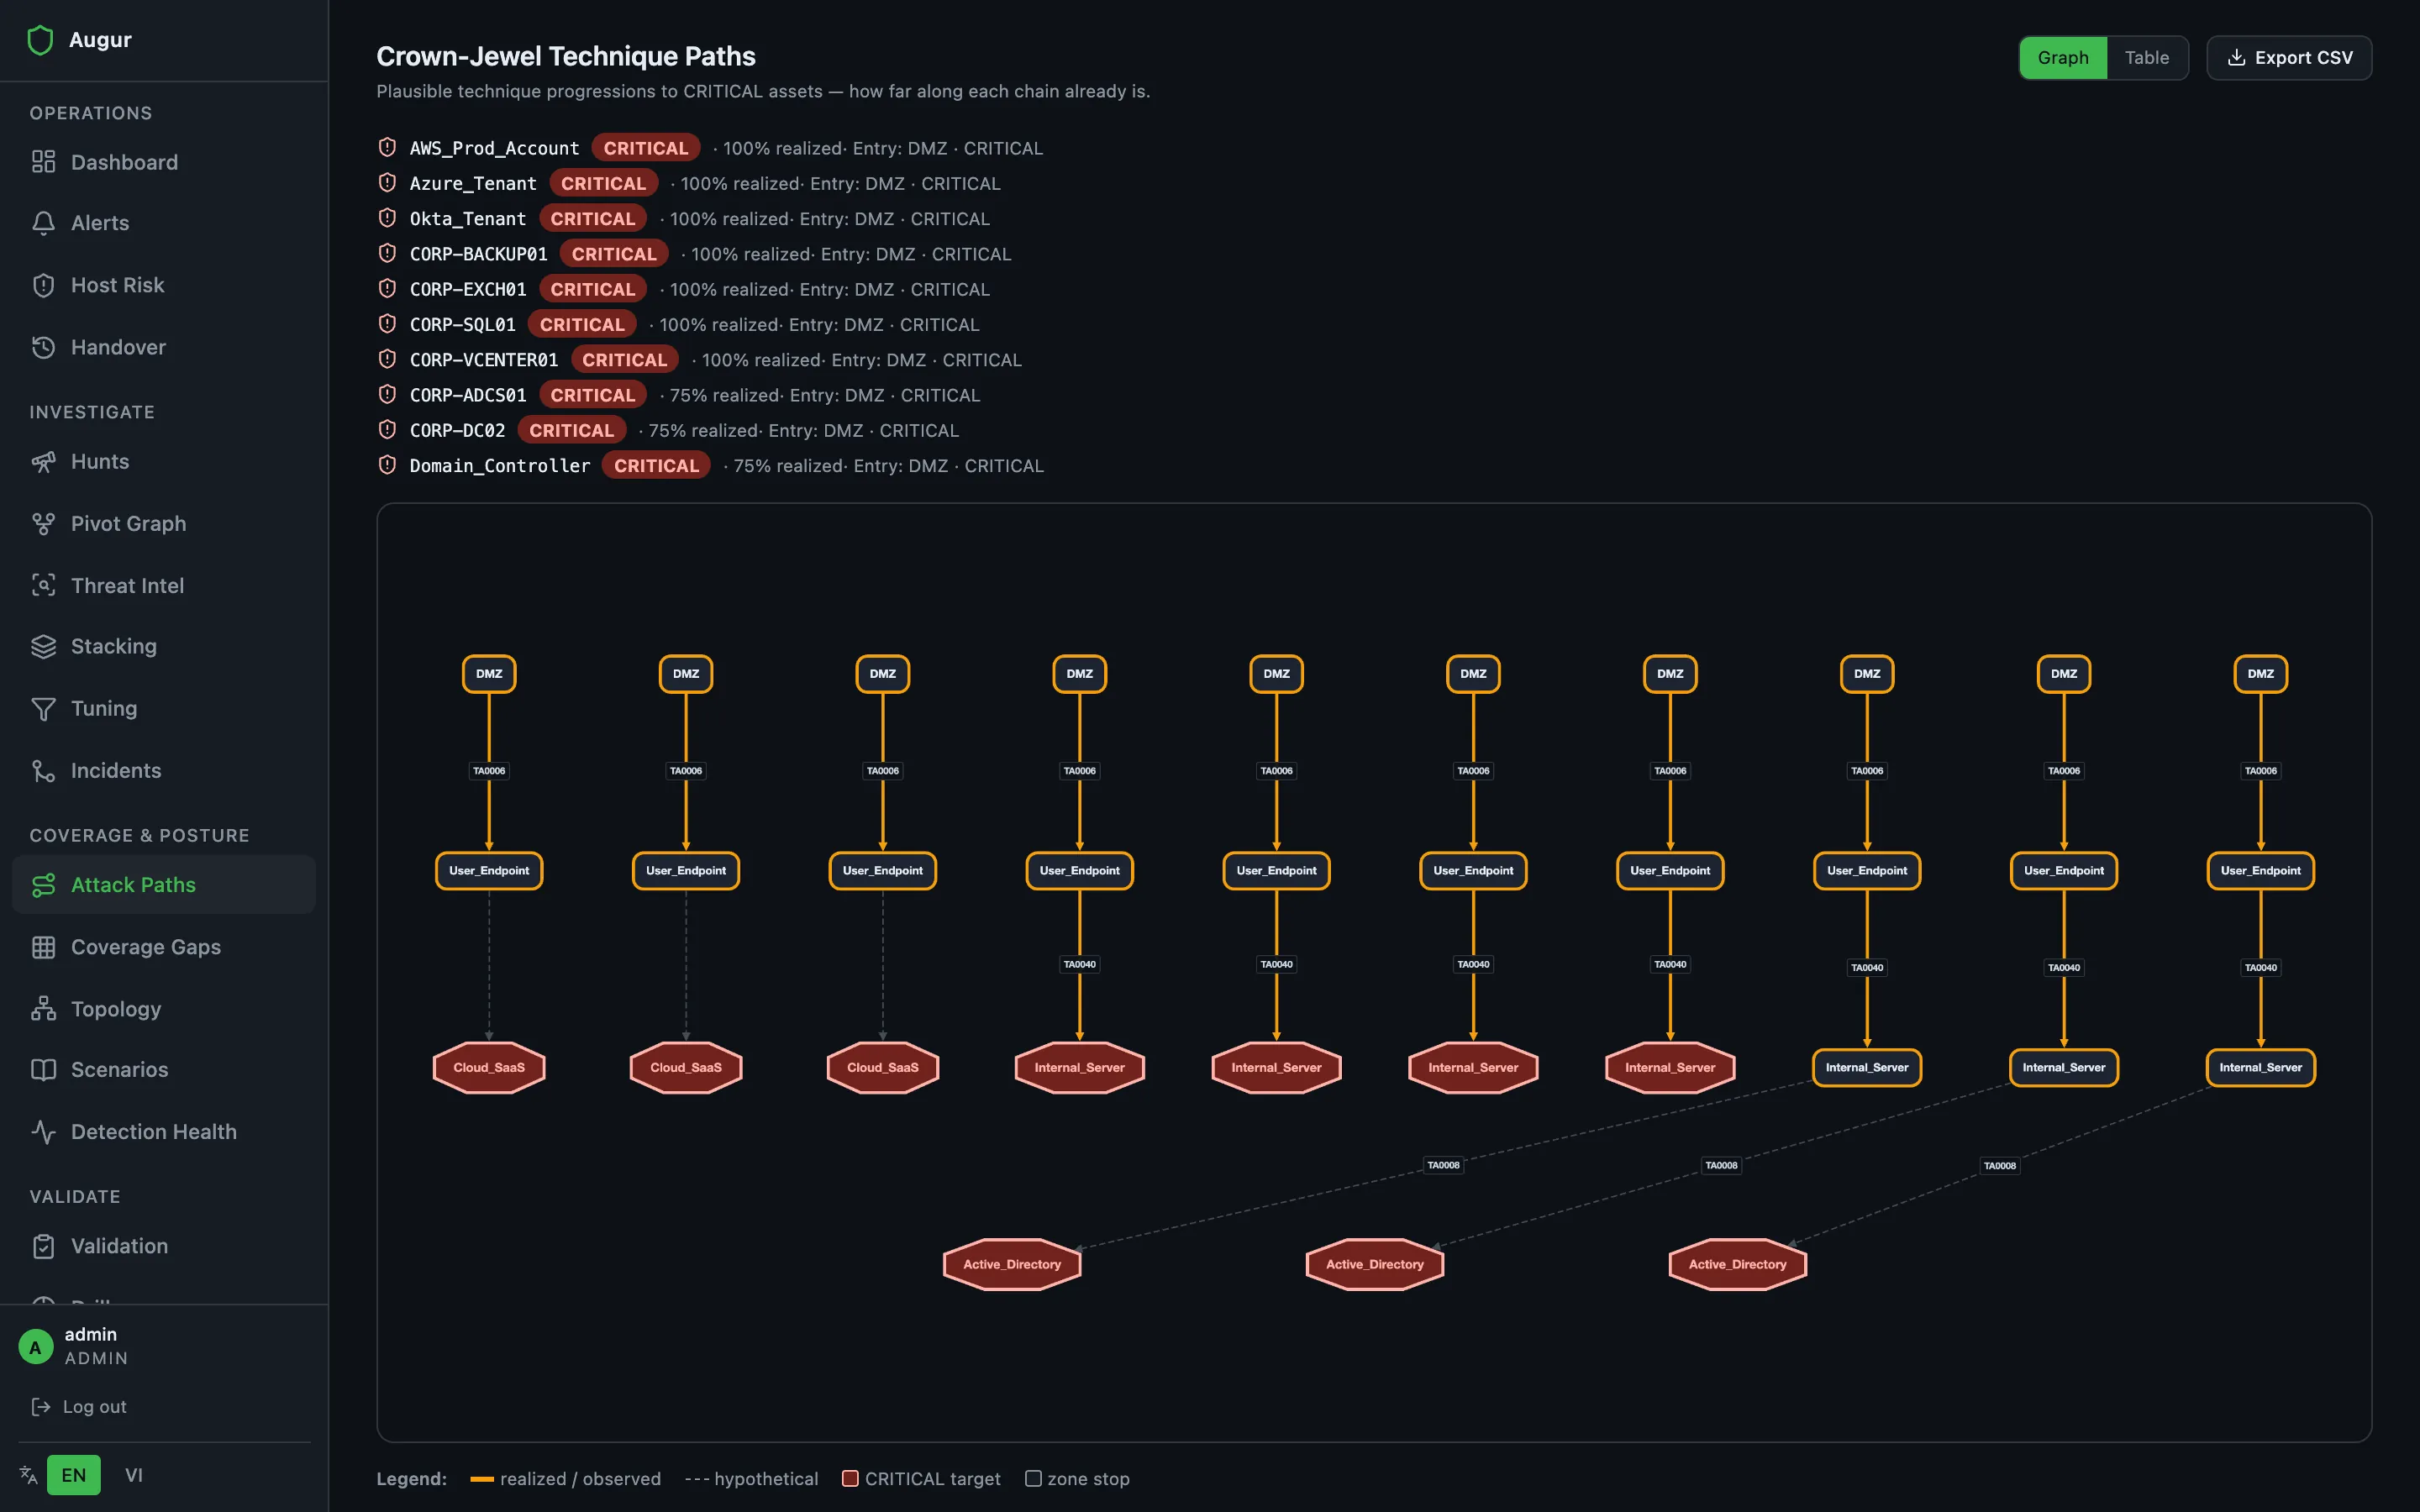 Augur
OPERATIONS
Dashboard
Alerts
Host Risk
Handover
INVESTIGATE
Hunts
Pivot Graph
Threat Intel
Stacking
Tuning
Incidents
COVERAGE & POSTURE
Attack Paths
Coverage Gaps
Topology
Scenarios
Detection Health
VALIDATE
Validation
A
admin
ADMIN
Log out
EN VI
Crown-Jewel Technique Paths
Plausible technique progressions to CRITICAL assets — how far along each chain already is.
Graph Table Export CSV
AWS_Prod_Account CRITICAL · 100% realized· Entry: DMZ · CRITICAL
Azure_Tenant CRITICAL · 100% realized· Entry: DMZ · CRITICAL
Okta_Tenant CRITICAL · 100% realized· Entry: DMZ · CRITICAL
CORP-BACKUP01 CRITICAL · 100% realized· Entry: DMZ · CRITICAL
CORP-EXCH01 CRITICAL · 100% realized· Entry: DMZ · CRITICAL
CORP-SQL01 CRITICAL · 100% realized· Entry: DMZ · CRITICAL
CORP-VCENTER01 CRITICAL · 100% realized· Entry: DMZ · CRITICAL
CORP-ADCS01 CRITICAL · 75% realized· Entry: DMZ · CRITICAL
CORP-DC02 CRITICAL · 75% realized· Entry: DMZ · CRITICAL
Domain_Controller CRITICAL · 75% realized· Entry: DMZ · CRITICAL
DMZ DMZ DMZ DMZ DMZ DMZ DMZ DMZ DMZ DMZ
TA0006 TA0006 TA0006 TA0006 TA0006 TA0006 TA0006 TA0006 TA0006 TA0006
User_Endpoint User_Endpoint User_Endpoint User_Endpoint User_Endpoint User_Endpoint User_Endpoint User_Endpoint User_Endpoint User_Endpoint
TA0040 TA0040 TA0040 TA0040 TA0040 TA0040 TA0040
Cloud_SaaS Cloud_SaaS Cloud_SaaS Internal_Server Internal_Server Internal_Server Internal_Server Internal_Server Internal_Server Internal_Server
TA0008 TA0008 TA0008
Active_Directory Active_Directory Active_Directory
Legend: realized / observed hypothetical CRITICAL target zone stop